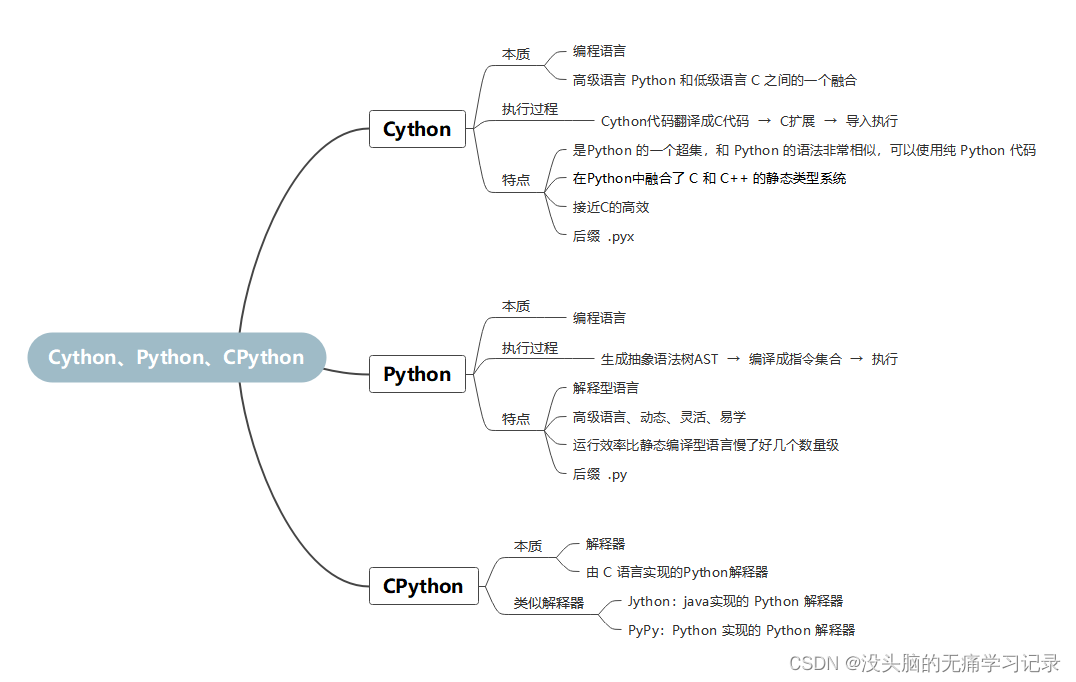 Cython、Python、CPython
Cython
本质
编程语言
高级语言 Python 和低级语言 C 之间的一个融合
执行过程
Cython代码翻译成C代码 → C扩展 → 导入执行
特点
是Python 的一个超集，和 Python 的语法非常相似，可以使用纯 Python 代码
在Python中融合了 C 和 C++ 的静态类型系统
接近C的高效
后缀 .pyx
Python
本质
编程语言
执行过程
生成抽象语法树AST → 编译成指令集合 → 执行
特点
解释型语言
高级语言、动态、灵活、易学
运行效率比静态编译型语言慢了好几个数量级
后缀 .py
CPython
本质
解释器
由 C 语言实现的Python解释器
类似解释器
Jython：java实现的 Python 解释器
PyPy：Python 实现的 Python 解释器
CSDN @没头脑的无痛学习记录